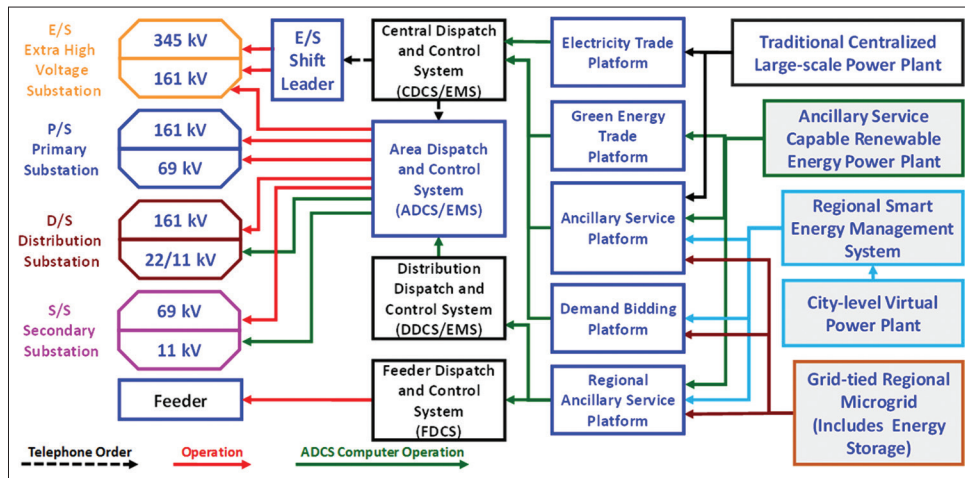 E/S
Extra High
Voltage
Substation
345 kV
161 kV
E/S
Shift
Leader
Central Dispatch
and Control
System
(CDCS/EMS)
Electricity Trade
Platform
Traditional Centralized
Large-scale Power Plant
P/S
Primary
Substation
161 kV
69 kV
Area Dispatch
and Control
System
(ADCS/EMS)
Green Energy
Trade
Platform
Ancillary Service
Capable Renewable
Energy Power Plant
D/S
Distribution
Substation
161 kV
22/11 kV
Ancillary Service
Platform
Regional Smart
Energy Management
System
S/S
Secondary
Substation
69 kV
11 kV
Distribution
Dispatch and
Control System
(DDCS/EMS)
Demand Bidding
Platform
City-level Virtual
Power Plant
Feeder
Feeder Dispatch
and Control
System
(FDCS)
Regional
Ancillary Service
Platform
Grid-tied Regional
Microgrid
(Includes Energy
Storage)
Telephone Order
Operation
ADCS Computer Operation